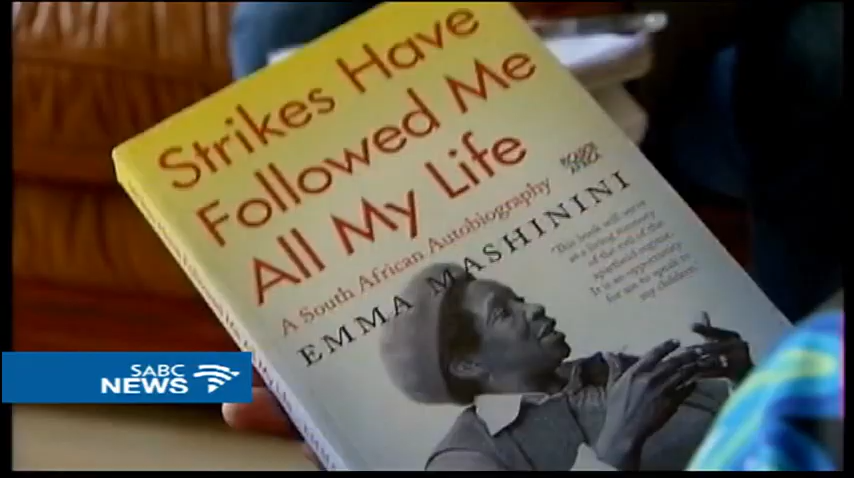 Strikes Have
Followed Me
All My Life
PICADOR
AFRICA
A South African Autobiography
EMMA MASHININI
"This book will serve
as a living memory
of the evil of the
apartheid regime.
It is an opportunity
for me to speak to
my children."
SABC
NEWS